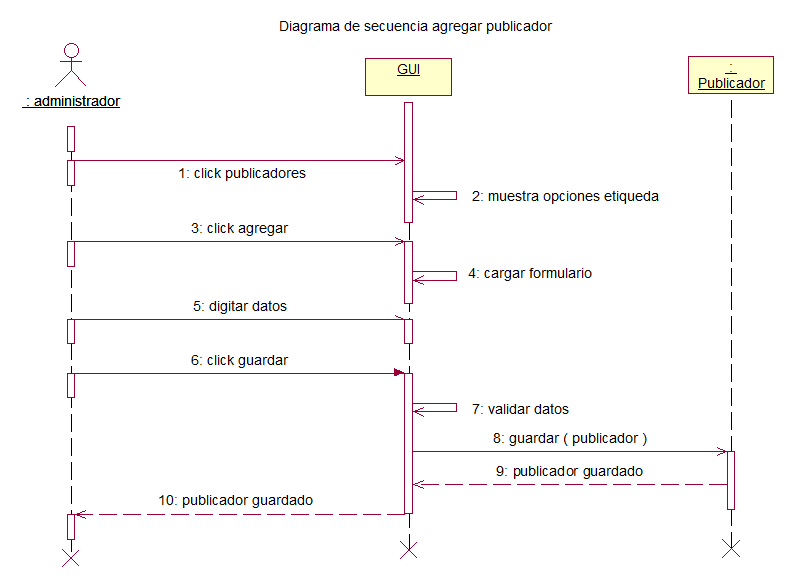 Diagrama de secuencia agregar publicador
: administrador
GUI
:
Publicador
1: click publicadores
2: muestra opciones etiqueda
3: click agregar
4: cargar formulario
5: digitar datos
6: click guardar
7: validar datos
8: guardar ( publicador )
9: publicador guardado
10: publicador guardado